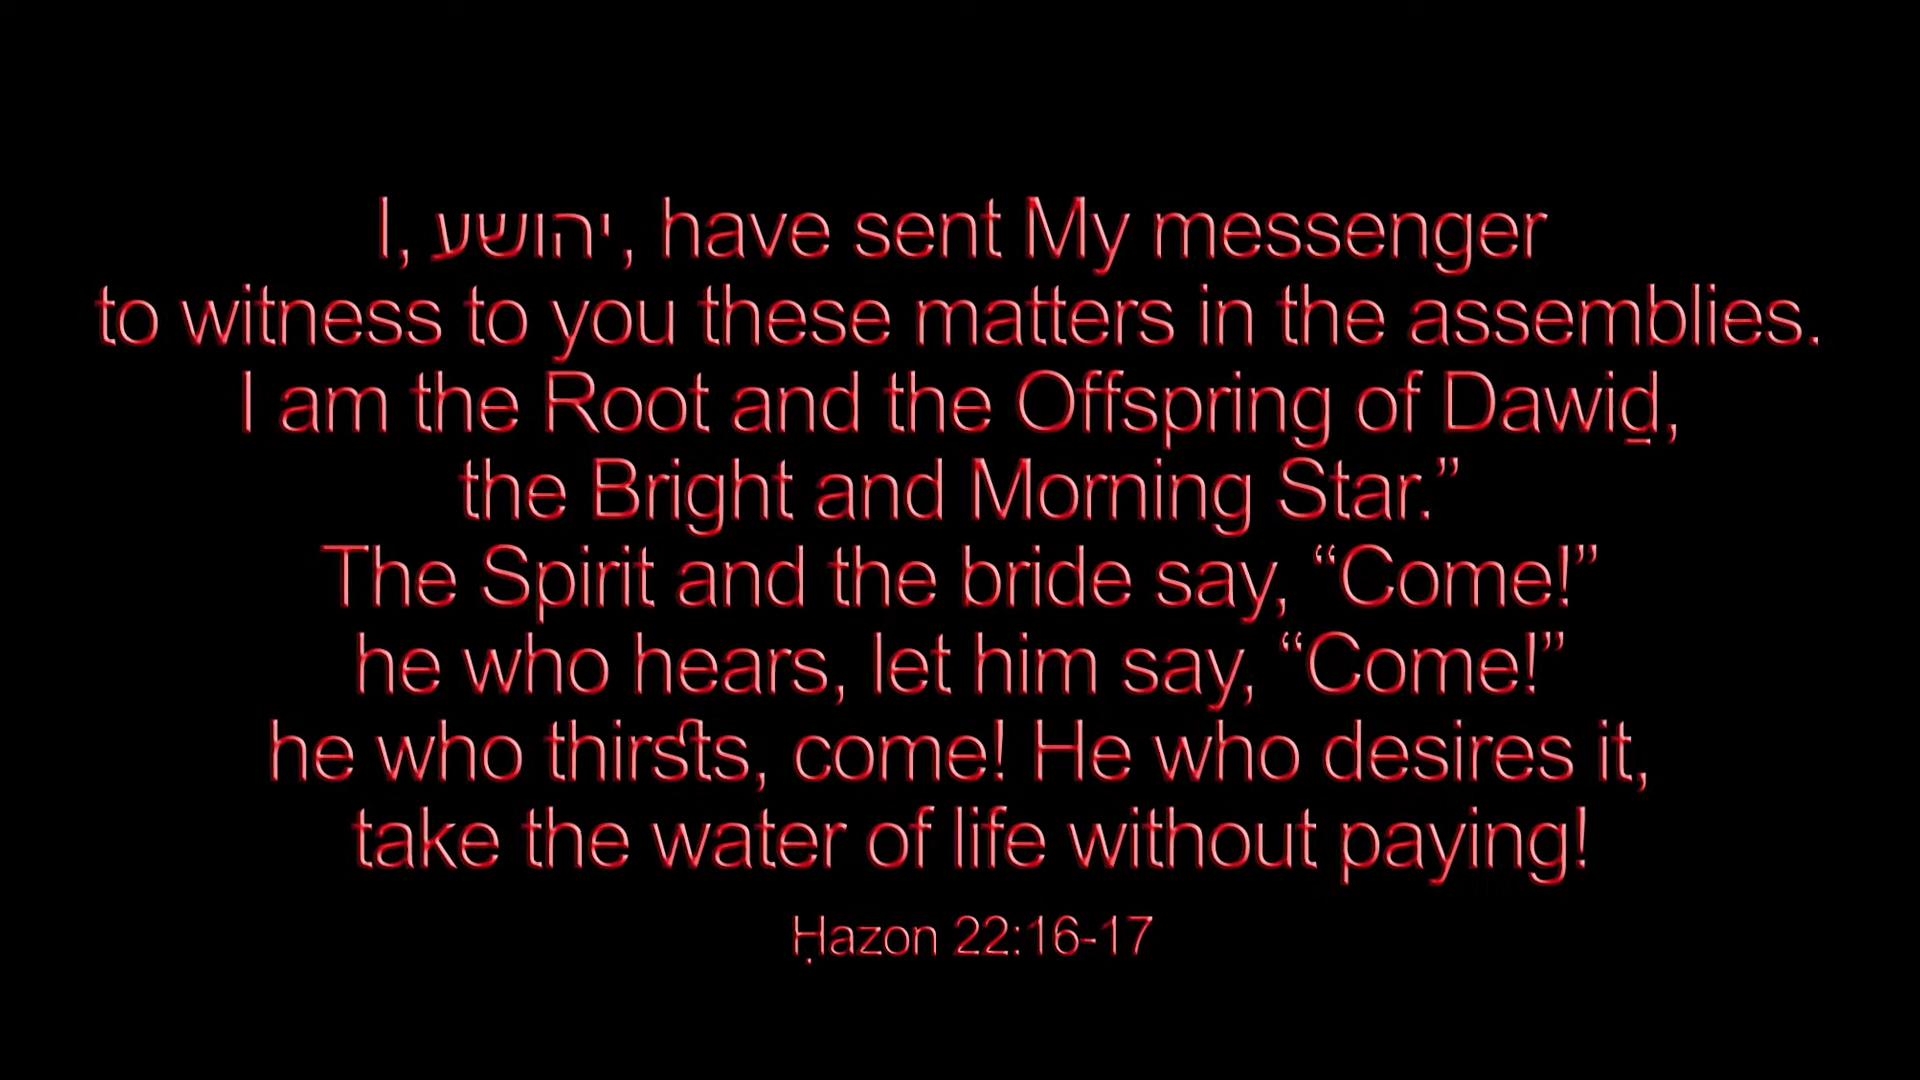 I, יהושע, have sent My messenger
to witness to you these matters in the assemblies.
I am the Root and the Offspring of Dawiḏ,
the Bright and Morning Star.”
The Spirit and the bride say, “Come!”
he who hears, let him say, “Come!”
he who thirsts, come! He who desires it,
take the water of life without paying!
Ḥazon 22:16-17